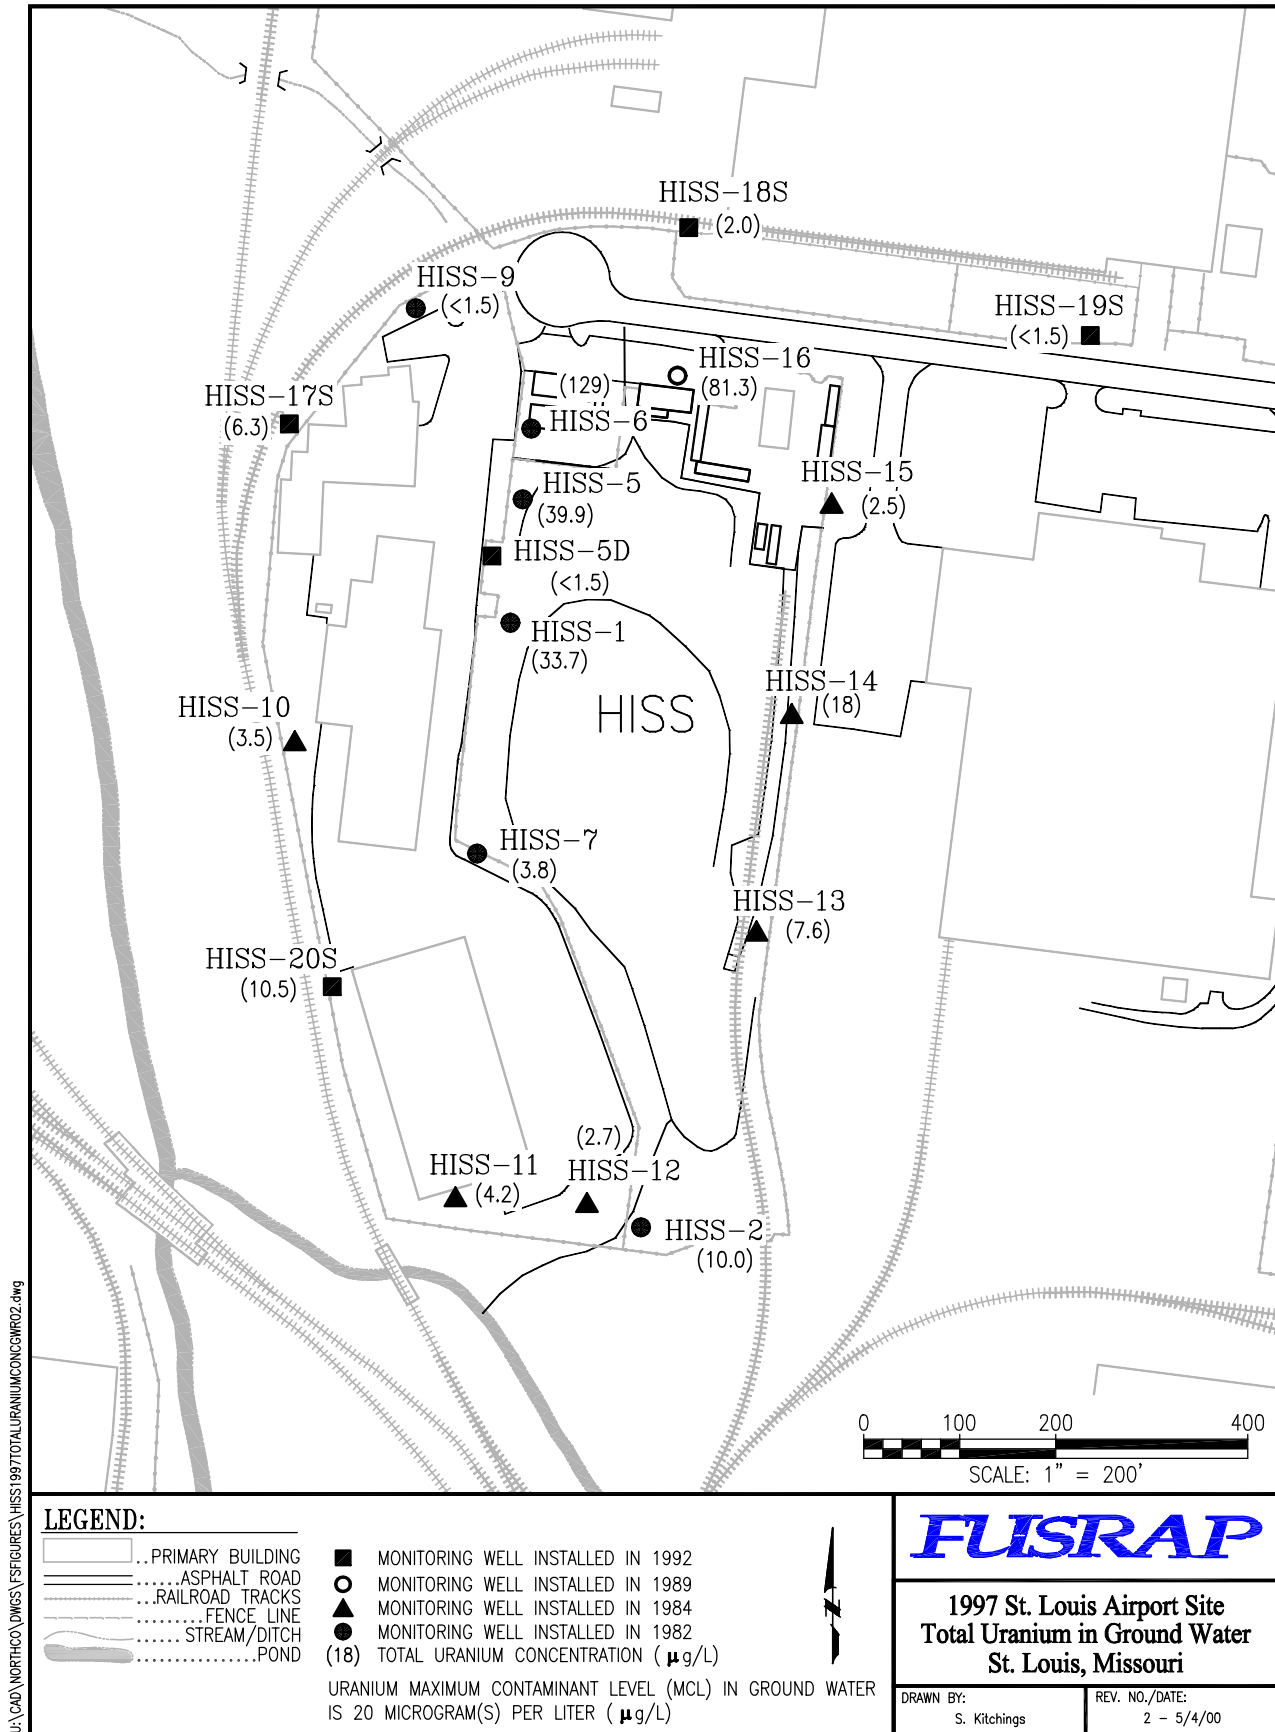 HISS-18S
(2.0)
HISS-9
(<1.5)
HISS-19S
(<1.5)
HISS-16
(81.3)
(129)
HISS-17S
(6.3)
HISS-6
HISS-15
(2.5)
HISS-5
(39.9)
HISS-5D
(<1.5)
HISS-1
(33.7)
HISS-14
(18)
HISS
HISS-10
(3.5)
HISS-7
(3.8)
HISS-13
(7.6)
HISS-20S
(10.5)
(2.7)
HISS-11
(4.2)
HISS-12
HISS-2
(10.0)
0 100 200 400
SCALE: 1" = 200'
U:\CAD\NORTHCO\DWGS\FSFIGURES\HISS1997TOTALURANIUMCONCGWR02.dwg
LEGEND:
..PRIMARY BUILDING
......ASPHALT ROAD
...RAILROAD TRACKS
.........FENCE LINE
......STREAM/DITCH
...............POND
MONITORING WELL INSTALLED IN 1992
MONITORING WELL INSTALLED IN 1989
MONITORING WELL INSTALLED IN 1984
MONITORING WELL INSTALLED IN 1982
(18) TOTAL URANIUM CONCENTRATION ( µg/L)
URANIUM MAXIMUM CONTAMINANT LEVEL (MCL) IN GROUND WATER
IS 20 MICROGRAM(S) PER LITER ( µg/L)
FUSRAP
1997 St. Louis Airport Site
Total Uranium in Ground Water
St. Louis, Missouri
DRAWN BY:
S. Kitchings
REV. NO./DATE:
2 - 5/4/00